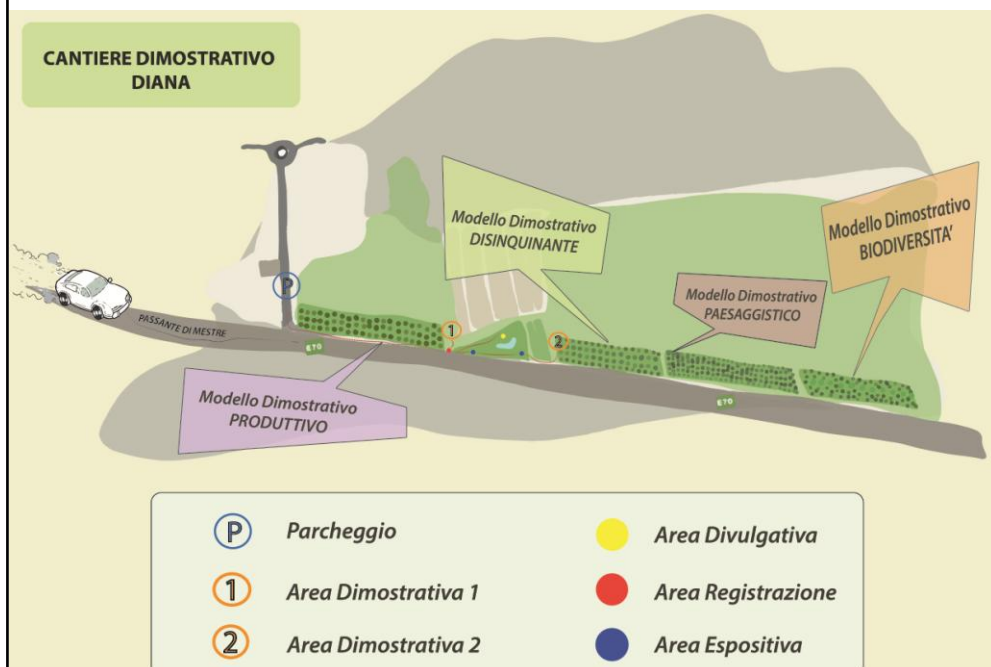 CANTIERE DIMOSTRATIVO
DIANA
Modello Dimostrativo
DISINQUINANTE
Modello Dimostrativo
BIODIVERSITA'
Modello Dimostrativo
PAESAGGISTICO
P
1
2
PASSANTE DI MESTRE
E70
E70
Modello Dimostrativo
PRODUTTIVO
P Parcheggio
1 Area Dimostrativa 1
2 Area Dimostrativa 2
Area Divulgativa
Area Registrazione
Area Espositiva